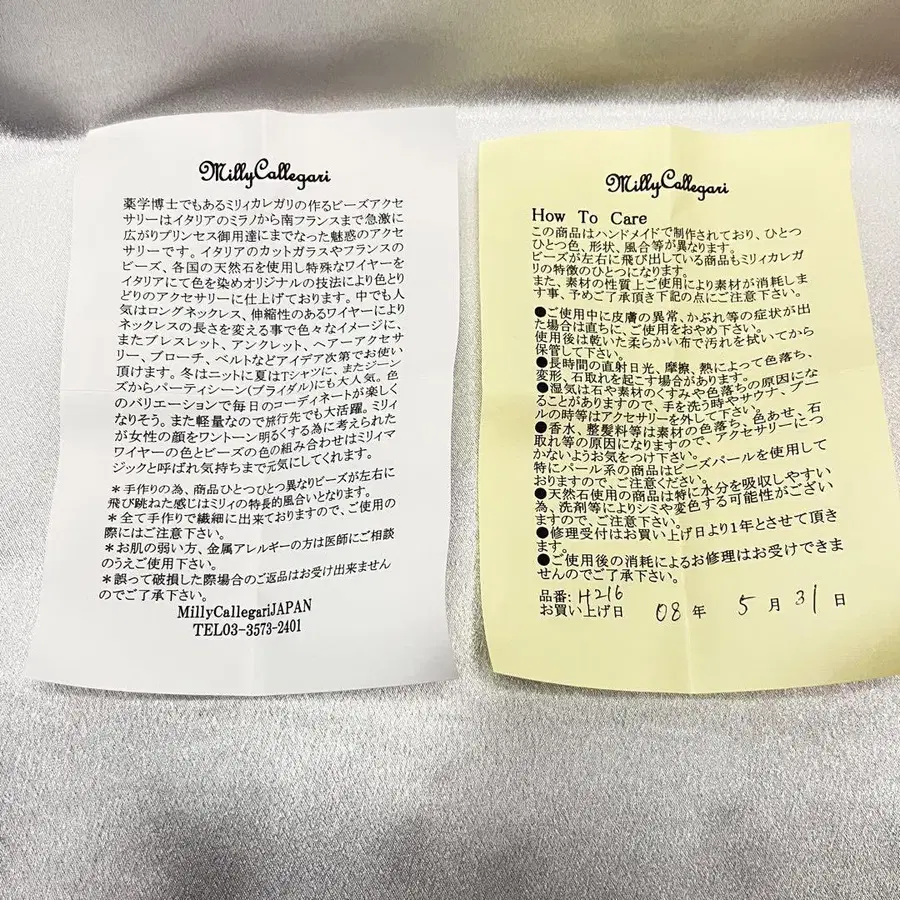 MillyCallegari
薬学博士でもあるミリィカレガリの作るビーズアクセ
サリーはイタリアのミラノから南フランスまで急激に
広がりプリンセス御用達にまでなった魅惑のアクセ
サリーです。イタリアのカットガラスやフランスの
ビーズ、各国の天然石を使用し特殊なワイヤーを
イタリアにて色を染めオリジナルの技法により色とり
どりのアクセサリーに仕上げております。中でも人
気はロングネックレス、伸縮性のあるワイヤーにより
ネックレスの長さを変える事で色々なイメージに、
またブレスレット、アンクレット、ヘアーアクセサ
リー、ブローチ、ベルトなどアイデア次第でお使い
頂けます。冬はニットに夏はTシャツに、またジーン
ズからパーティシーン(ブライダル)にも大人気。色
のバリエーションで毎日のコーディネートが楽しく
なりそう。また軽量なので旅行先でも大活躍。ミリィ
が女性の顔をワントーン明るくする為に考えられた
ワイヤーの色とビーズの色の組み合わせはミリィマ
ジックと呼ばれ気持ちまで元気にしてくれます。
＊手作りの為、商品ひとつひとつ異なりビーズが左右に
飛び跳ねた感じはミリィの特長的風合いとなります。
＊全て手作りで繊細に出来ておりますので、ご使用の
際にはご注意下さい。
＊お肌の弱い方、金属アレルギーの方は医師にご相談
のうえご使用下さい。
＊誤って破損した際場合のご返品はお受け出来ません
のでご了承下さい。
MillyCallegariJAPAN
TEL03-3573-2401
MillyCallegari
How To Care
この商品はハンドメイドで制作されており、ひとつ
ひとつ色、形状、風合等が異なります。
ビーズが左右に飛び出している商品もミリィカレガ
リの特徴のひとつになります。
また、素材の性質上ご使用により素材が消耗しま
す事、予めご了承頂き下記の点にご注意下さい。
●ご使用中に皮膚の異常、かぶれ等の症状が出
た場合は直ちに、ご使用をおやめ下さい。
使用後は乾いた柔らかい布で汚れを拭いてから
保管して下さい。
●長時間の直射日光、摩擦、熱によって色落ち、
変形、石取れを起こす場合があります。
●湿気は石や素材のくすみや色落ちの原因にな
ることがありますので、手を洗う時やサウナ、プー
ルの時等はアクセサリーを外して下さい。
●香水、整髪料等は素材の色落ち、色あせ、石
取れ等の原因になりますので、アクセサリーにつ
かないようお気をつけ下さい。
特にパール系の商品はビーズパールを使用して
おりますので、ご注意ください。
●天然石使用の商品は特に水分を吸収しやすい
為、洗剤等によりシミや変色する可能性がござい
ますので、ご注意下さい。
●修理受付はお買い上げ日より1年とさせて頂き
ます。
●ご使用後の消耗によるお修理はお受けできま
せんのでご了承下さい。
品番: H216
お買い上げ日 08 年 5 月 31 日